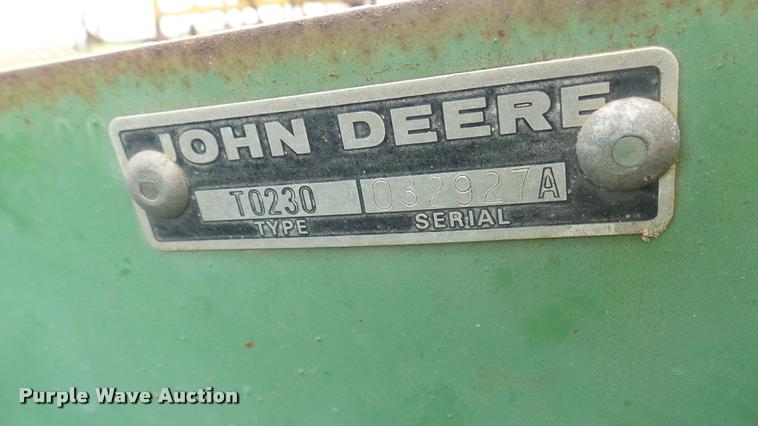 JOHN DEERE
T0230 032927A
TYPE SERIAL
Purple Wave Auction